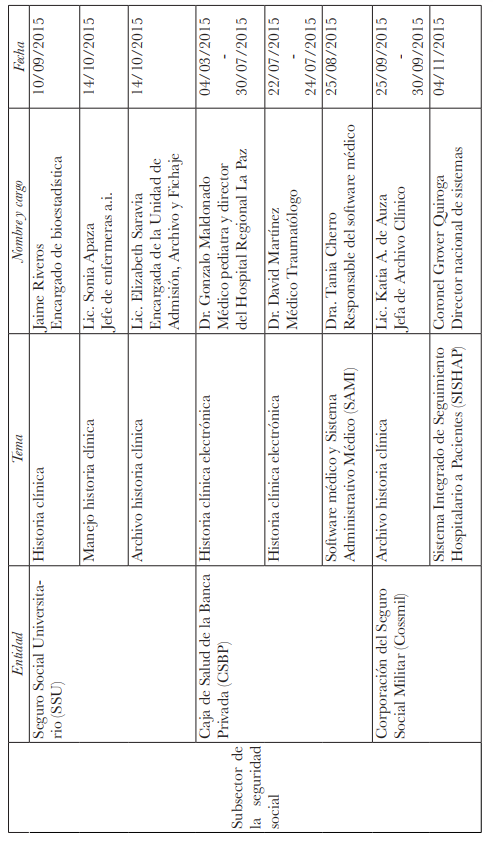 Entidad Tema Nombre y cargo Fecha
Subsector de
la seguridad
social
Seguro Social Universita-
rio (SSU)
Historia clínica
Jaime Riveros
Encargado de bioestadística
10/09/2015
Manejo historia clínica
Lic. Sonia Apaza
Jefe de enfermeras a.i.
14/10/2015
Archivo historia clínica
Lic. Elizabeth Saravia
Encargada de la Unidad de
Admisión, Archivo y Fichaje
14/10/2015
Caja de Salud de la Banca
Privada (CSBP)
Historia clínica electrónica
Dr. Gonzalo Maldonado
Médico pediatra y director
del Hospital Regional La Paz
04/03/2015
-
30/07/2015
Historia clínica electrónica
Dr. David Martínez
Médico Traumatólogo
22/07/2015
-
24/07/2015
Software médico y Sistema
Administrativo Médico (SAMI)
Dra. Tania Cherro
Responsable del software médico
25/08/2015
Corporación del Seguro
Social Militar (Cossmil)
Archivo historia clínica
Lic. Katia A. de Auza
Jefa de Archivo Clínico
25/09/2015
-
30/09/2015
Sistema Integrado de Seguimiento
Hospitalario a Pacientes (SISHAP)
Coronel Grover Quiroga
Director nacional de sistemas
04/11/2015